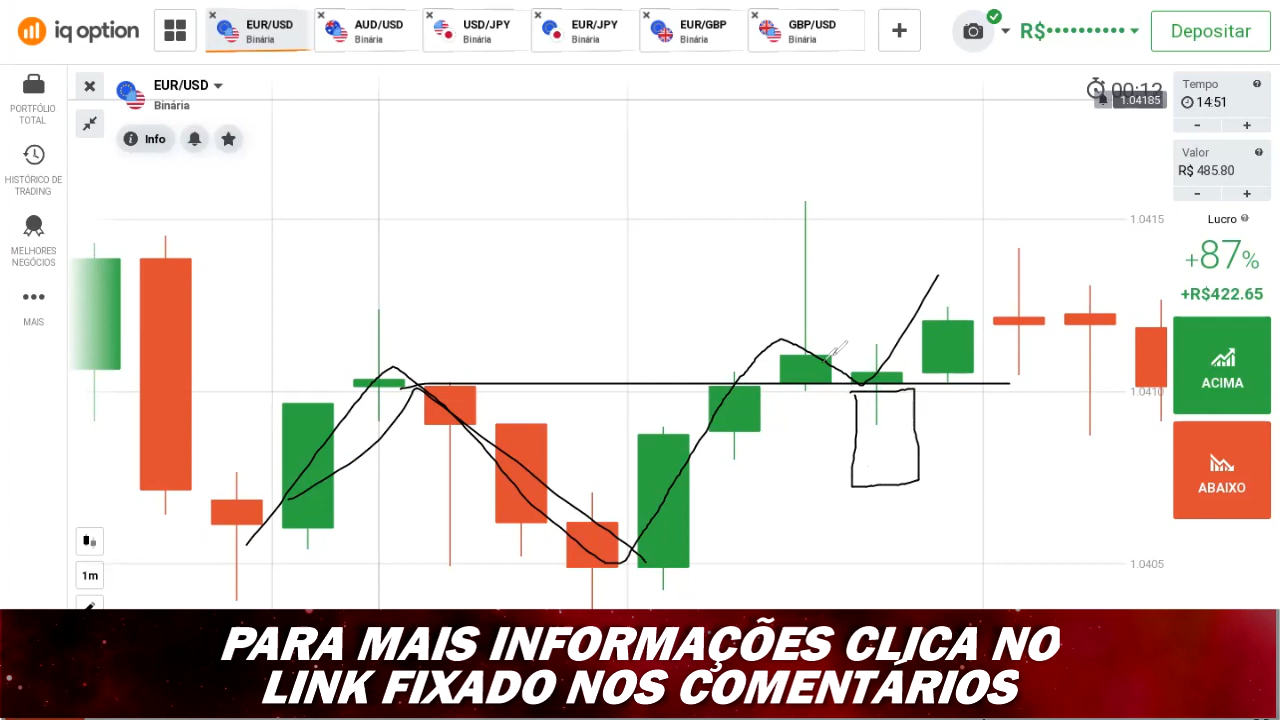 iq option
EUR/USD
Binária
AUD/USD
Binária
USD/JPY
Binária
EUR/JPY
Binária
EUR/GBP
Binária
GBP/USD
Binária
R$••••••••••
Depositar
PORTFÓLIO
TOTAL
HISTÓRICO DE
TRADING
MELHORES
NEGÓCIOS
MAIS
EUR/USD
Binária
Info
00:12
1.04185
1.0415
1.0410
1.0405
1m
Tempo
14:51
- +
Valor
R$ 485.80
- +
Lucro
+87%
+R$422.65
ACIMA
ABAIXO
PARA MAIS INFORMAÇÕES CLICA NO
LINK FIXADO NOS COMENTÁRIOS